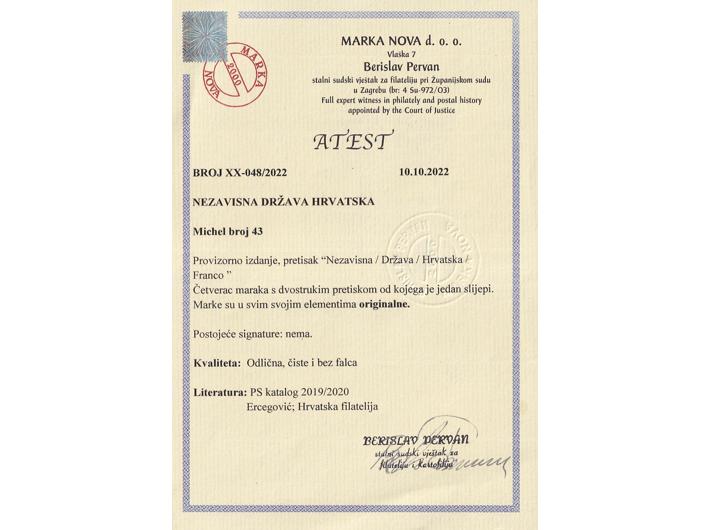 MARKA NOVA d. o. o.
Vlaška 7
Berislav Pervan
stalni sudski vještak za filateliju pri Županijskom sudu
u Zagrebu (br: 4 Su-972/03)
Full expert witness in philately and postal history
appointed by the Court of Justice
MARKA
2000
NOVA
ATEST
BROJ XX-048/2022 10.10.2022
NEZAVISNA DRŽAVA HRVATSKA
Michel broj 43
Provizorno izdanje, pretisak “Nezavisna / Država / Hrvatska /
Franco ”
Četverac maraka s dvostrukim pretiskom od kojega je jedan slijepi.
Marke su u svim svojim elementima originalne.
Postojeće signature: nema.
Kvaliteta: Odlična, čiste i bez falca
Literatura: PS katalog 2019/2020
Ercegović; Hrvatska filatelija
BERISLAV PERVAN
stalni sudski vještak za
filateliju i kartofiliju